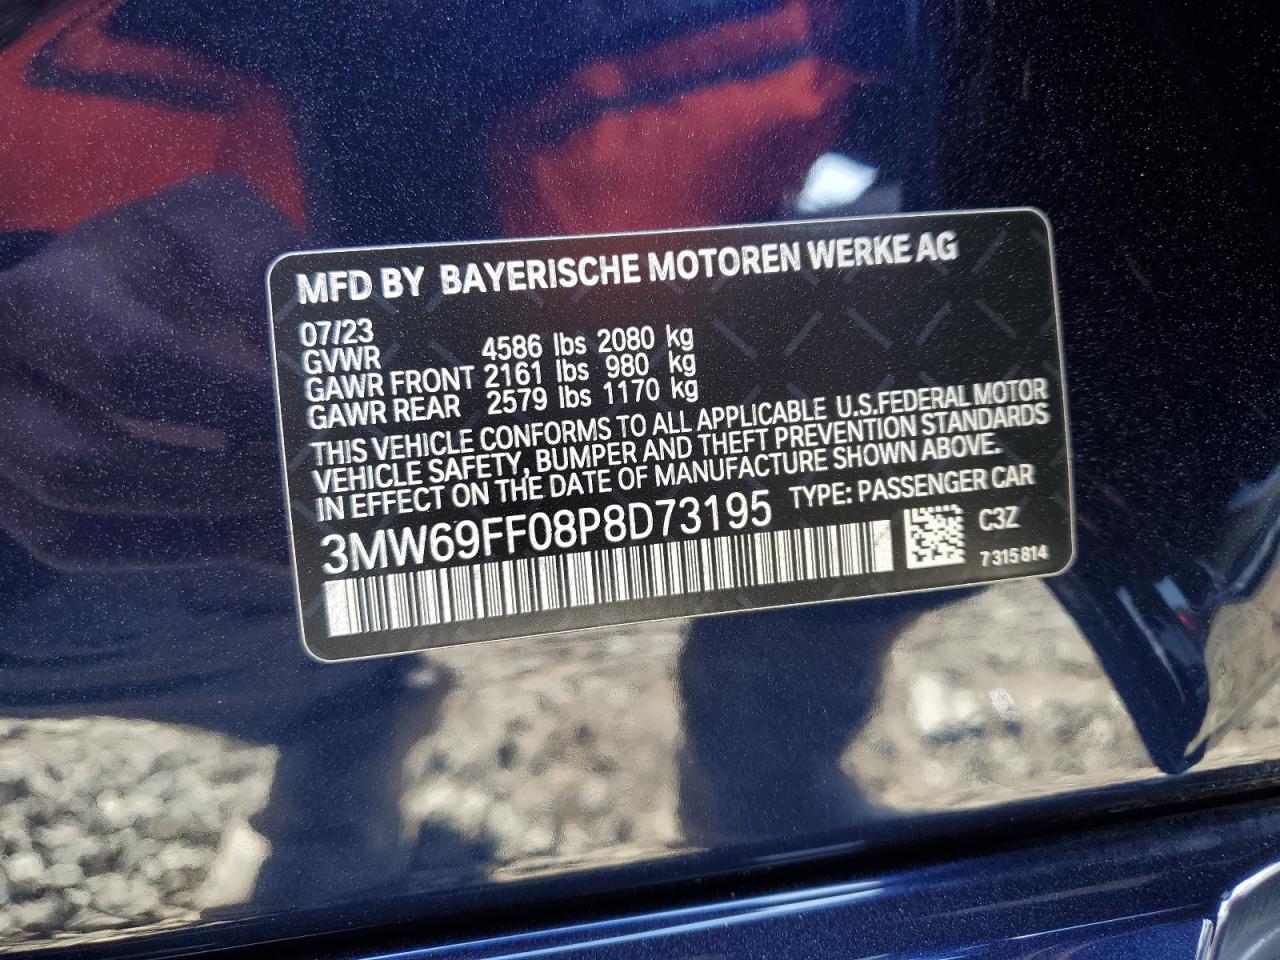 MFD BY BAYERISCHE MOTOREN WERKE AG
07/23
GVWR 4586 lbs 2080 kg
GAWR FRONT 2161 lbs 980 kg
GAWR REAR 2579 lbs 1170 kg
THIS VEHICLE CONFORMS TO ALL APPLICABLE U.S.FEDERAL MOTOR
VEHICLE SAFETY, BUMPER AND THEFT PREVENTION STANDARDS
IN EFFECT ON THE DATE OF MANUFACTURE SHOWN ABOVE.
3MW69FF08P8D73195 TYPE: PASSENGER CAR
C3Z
7315814